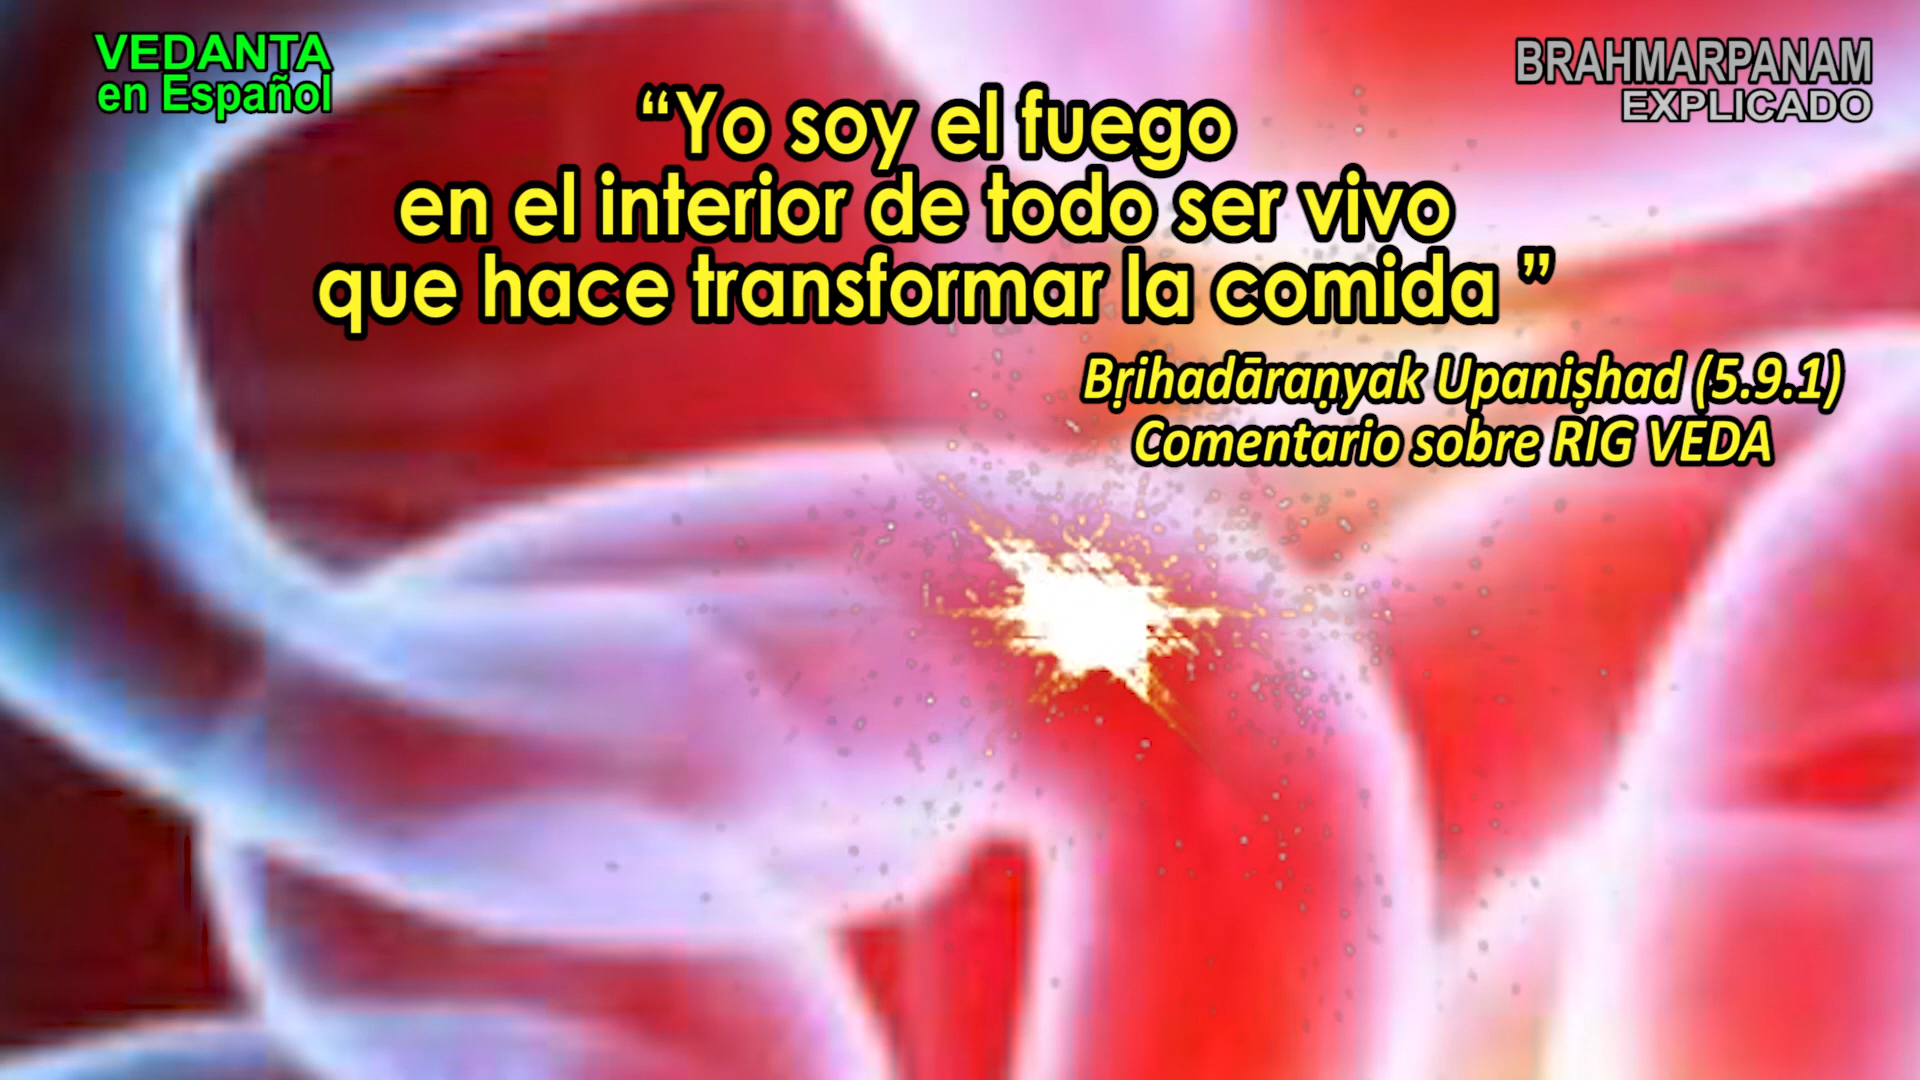 VEDANTA
en Español
BRAHMARPANAM
EXPLICADO
“Yo soy el fuego
en el interior de todo ser vivo
que hace transformar la comida ”
Bṛihadāraṇyak Upaniṣhad (5.9.1)
Comentario sobre RIG VEDA